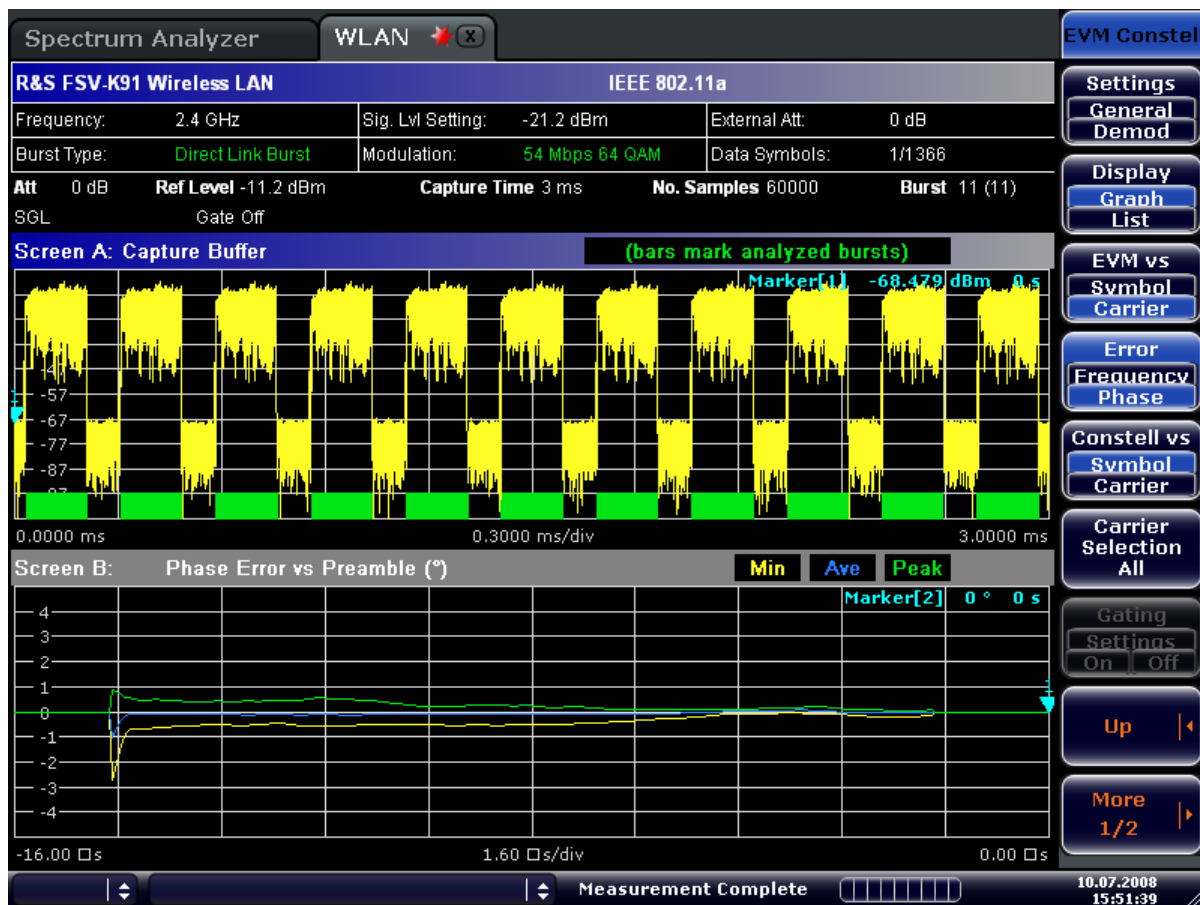 Spectrum Analyzer WLAN X
EVM Constel
R&S FSV-K91 Wireless LAN IEEE 802.11a
Frequency: 2.4 GHz Sig. Lvl Setting: -21.2 dBm External Att: 0 dB
Burst Type: Direct Link Burst Modulation: 54 Mbps 64 QAM Data Symbols: 1/1366
Att 0 dB Ref Level -11.2 dBm Capture Time 3 ms No. Samples 60000 Burst 11 (11)
SGL Gate Off
Screen A: Capture Buffer (bars mark analyzed bursts)
Marker[1] -68.479 dBm 0 s
-47
-57
1
-67
-77
-87
-97
0.0000 ms 0.3000 ms/div 3.0000 ms
Screen B: Phase Error vs Preamble (°) Min Ave Peak
Marker[2] 0 ° 0 s
4
3
2
1
0
-1
-2
-3
-4
1
-16.00 □s 1.60 □s/div 0.00 □s
Measurement Complete
Settings
General
Demod
Display
Graph
List
EVM vs
Symbol
Carrier
Error
Frequency
Phase
Constell vs
Symbol
Carrier
Carrier
Selection
All
Gating
Settings
On Off
Up
More
1/2
10.07.2008
15:51:39